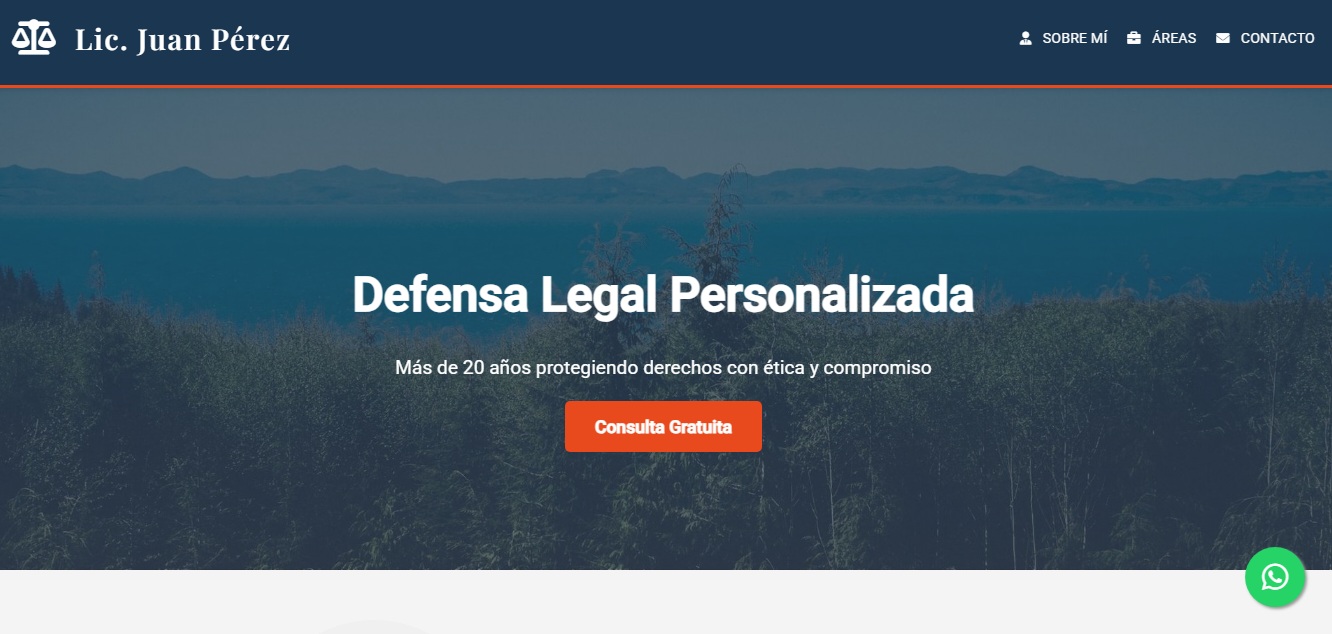 Lic. Juan Pérez
SOBRE MÍ
ÁREAS
CONTACTO
Defensa Legal Personalizada
Más de 20 años protegiendo derechos con ética y compromiso
Consulta Gratuita